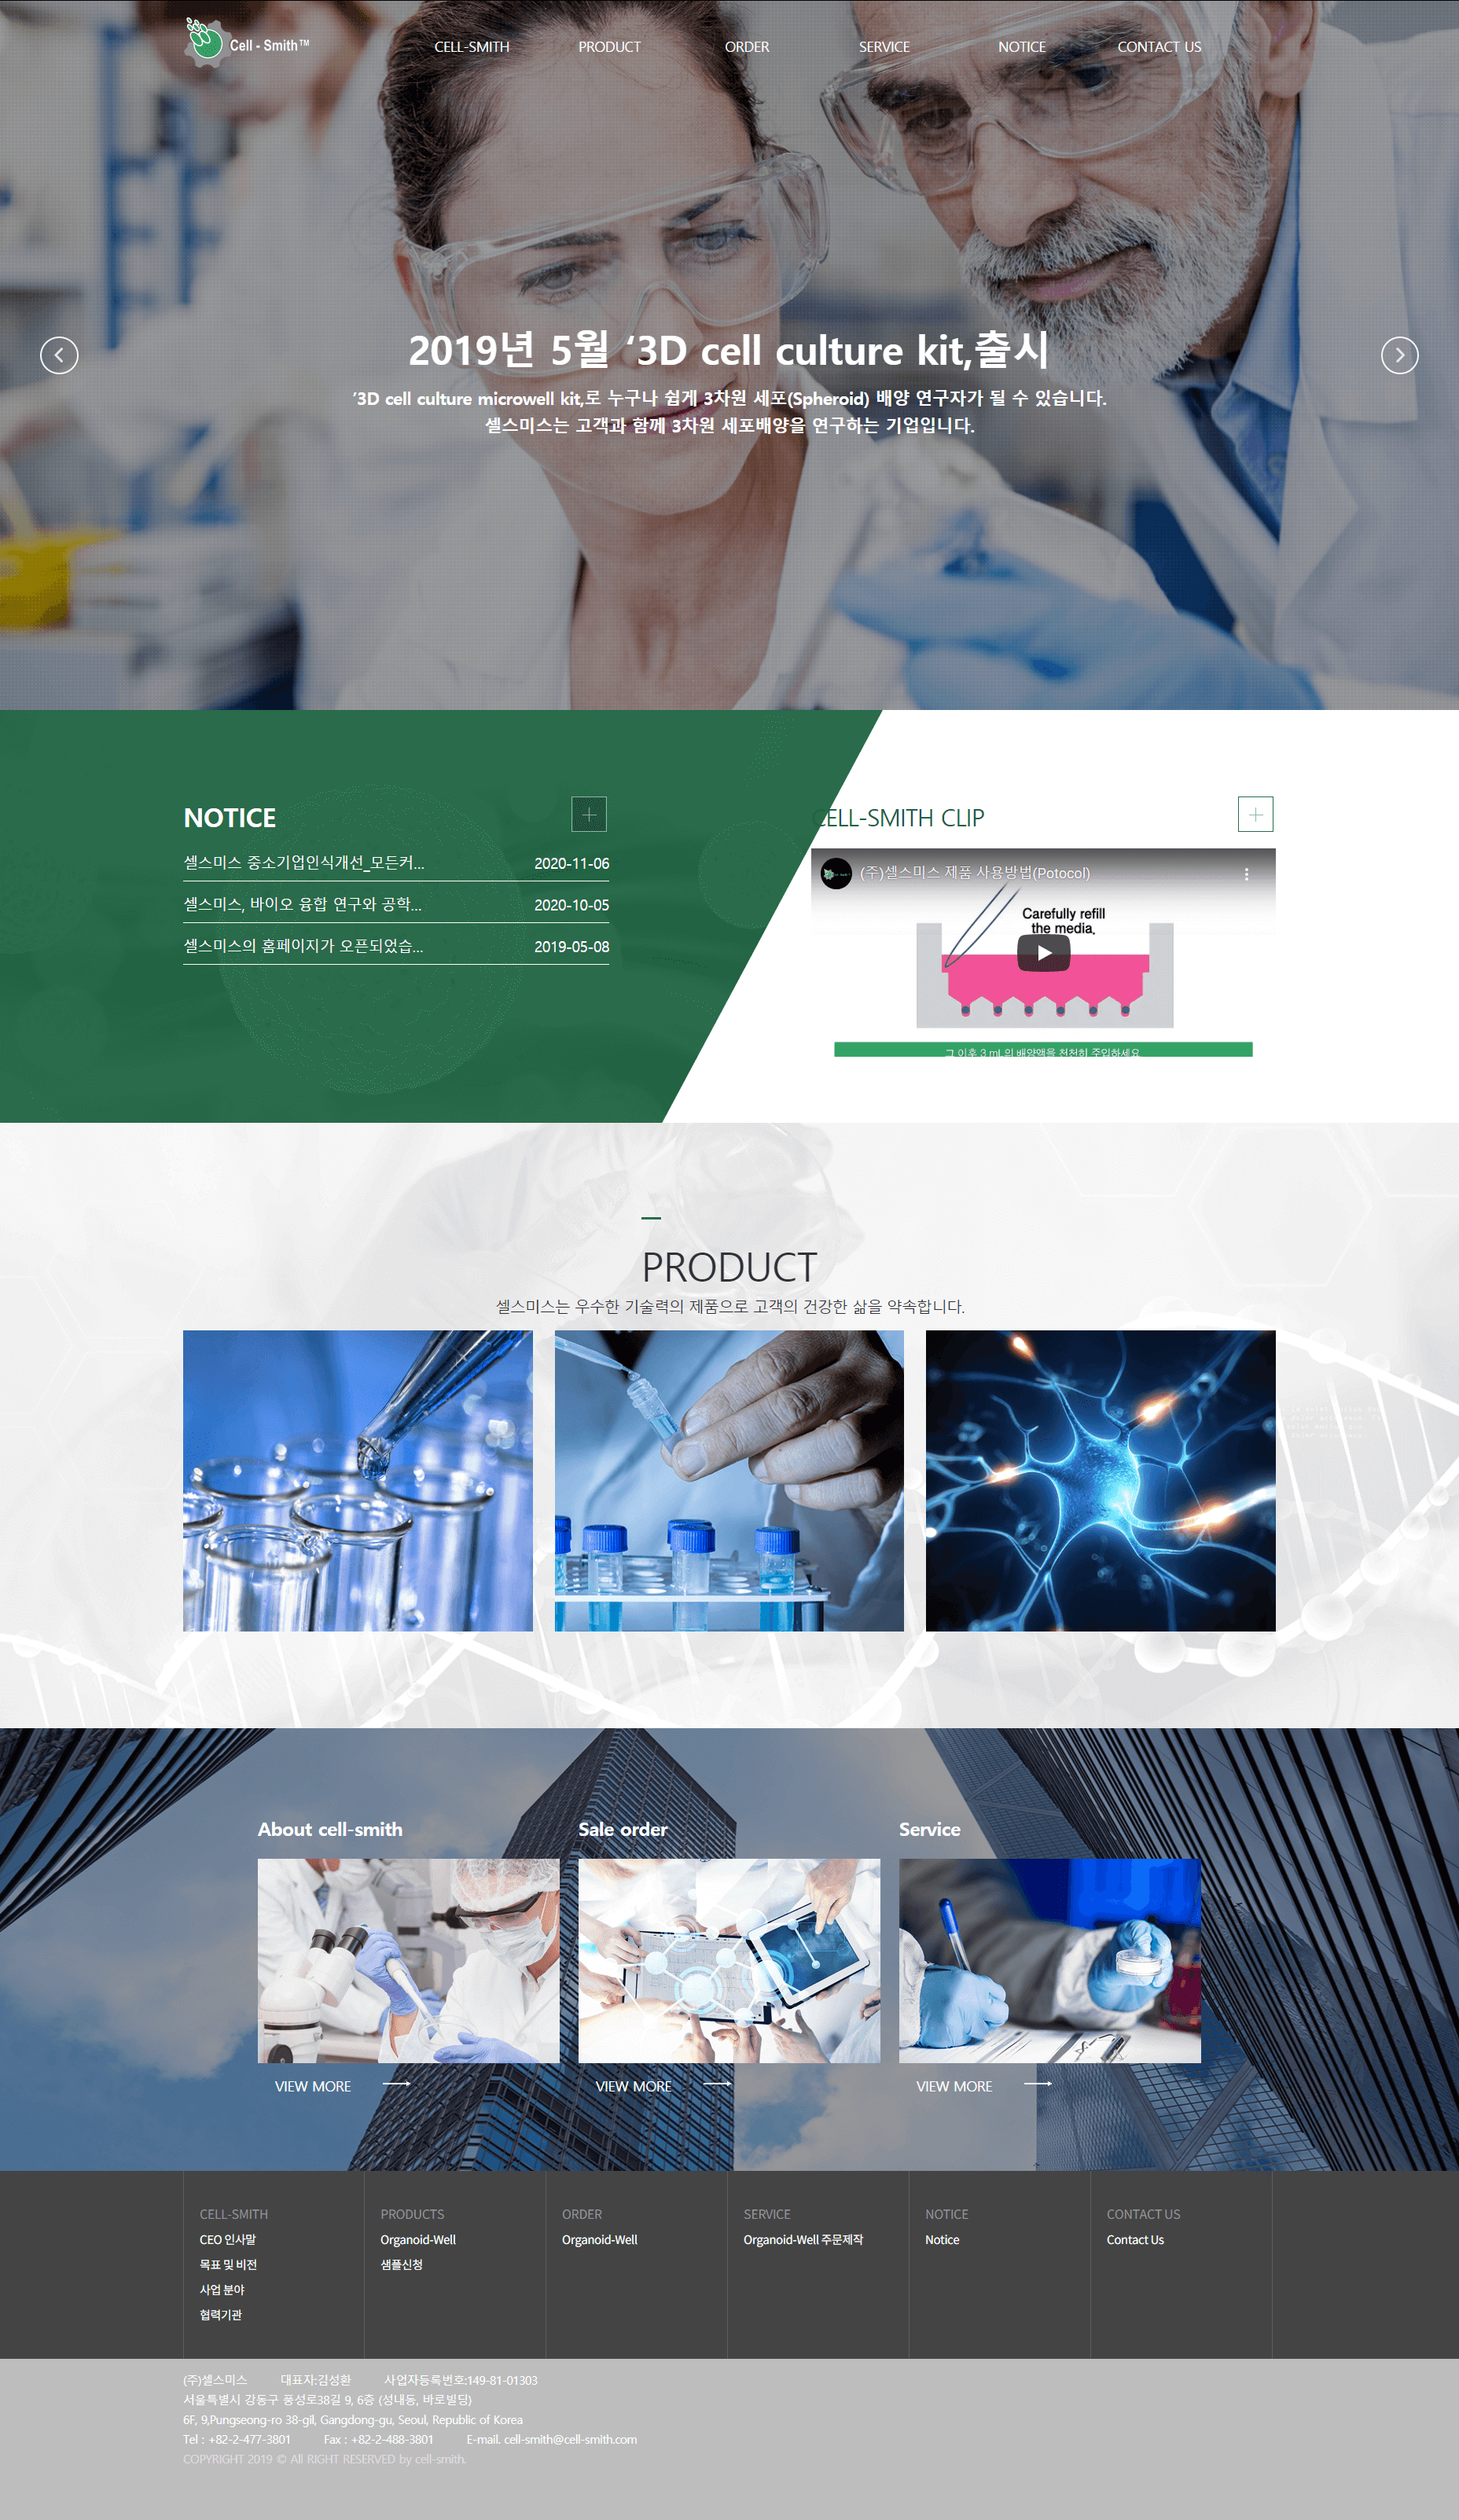 Cell - Smith™
CELL-SMITH PRODUCT ORDER SERVICE NOTICE CONTACT US
2019년 5월 ‘3D cell culture kit,출시
‘3D cell culture microwell kit,로 누구나 쉽게 3차원 세포(Spheroid) 배양 연구자가 될 수 있습니다.
셀스미스는 고객과 함께 3차원 세포배양을 연구하는 기업입니다.
NOTICE
셀스미스 중소기업인식개선_모든커... 2020-11-06
셀스미스, 바이오 융합 연구와 공학... 2020-10-05
셀스미스의 홈페이지가 오픈되었습... 2019-05-08
CELL-SMITH CLIP
(주)셀스미스 제품 사용방법(Potocol)
Carefully refill
the media.
그 이후 3 mL의 배양액을 천천히 주입하세요
PRODUCT
셀스미스는 우수한 기술력의 제품으로 고객의 건강한 삶을 약속합니다.
About cell-smith
VIEW MORE
Sale order
VIEW MORE
Service
VIEW MORE
CELL-SMITH
CEO 인사말
목표 및 비전
사업 분야
협력기관
PRODUCTS
Organoid-Well
샘플신청
ORDER
Organoid-Well
SERVICE
Organoid-Well 주문제작
NOTICE
Notice
CONTACT US
Contact Us
(주)셀스미스 대표자:김성환 사업자등록번호:149-81-01303
서울특별시 강동구 풍성로38길 9, 6층 (성내동, 바로빌딩)
6F, 9,Pungseong-ro 38-gil, Gangdong-gu, Seoul, Republic of Korea
Tel : +82-2-477-3801 Fax : +82-2-488-3801 E-mail. cell-smith@cell-smith.com
COPYRIGHT 2019 © All RIGHT RESERVED by cell-smith.